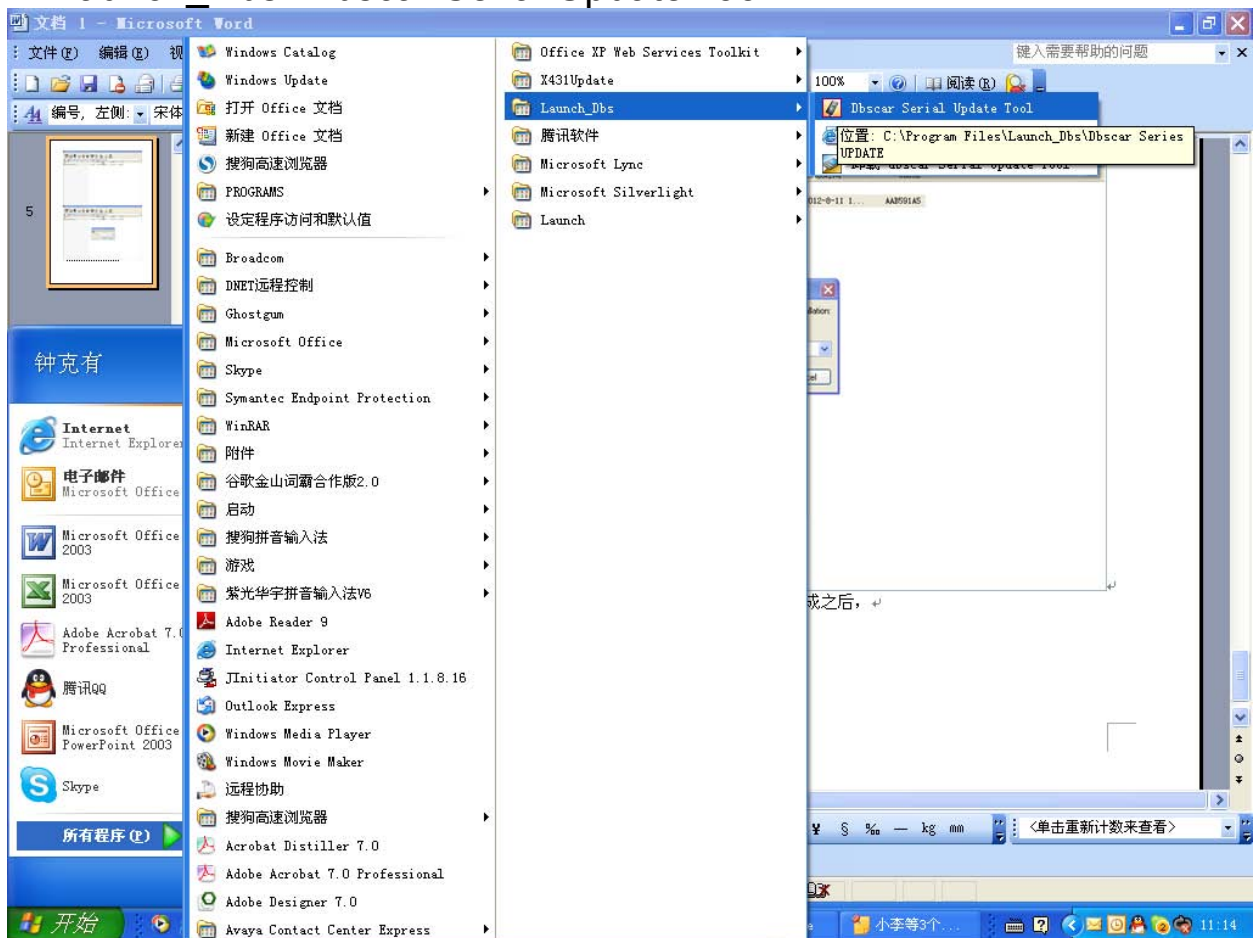 文档 1 - Microsoft Word
文件(F) 编辑(E) 视
键入需要帮助的问题
100%
阅读(R)
编号, 左侧:
宋体
5
钟克有
Internet
Internet Explorer
电子邮件
Microsoft Office
Microsoft Office
2003
Microsoft Office
2003
Adobe Acrobat 7.0
Professional
腾讯QQ
Microsoft Office
PowerPoint 2003
Skype
所有程序(P)
Windows Catalog
Windows Update
打开 Office 文档
新建 Office 文档
搜狗高速浏览器
PROGRAMS
设定程序访问和默认值
Broadcom
DNET远程控制
Ghostgum
Microsoft Office
Skype
Symantec Endpoint Protection
WinRAR
附件
谷歌金山词霸合作版2.0
启动
搜狗拼音输入法
游戏
紫光华宇拼音输入法V6
Adobe Reader 9
Internet Explorer
JInitiator Control Panel 1.1.8.16
Outlook Express
Windows Media Player
Windows Movie Maker
远程协助
搜狗高速浏览器
Acrobat Distiller 7.0
Adobe Acrobat 7.0 Professional
Adobe Designer 7.0
Avaya Contact Center Express
Office XP Web Services Toolkit
X431Update
Launch_Dbs
腾讯软件
Microsoft Lync
Microsoft Silverlight
Launch
Dbscar Serial Update Tool
位置: C:\Program Files\Launch_Dbs\Dbscar Series
UPDATE
012-8-11 1... AAB591A5
成之后，
¥ § ‰ — kg mm
<单击重新计数来查看>
开始
小李等3个...
11:14